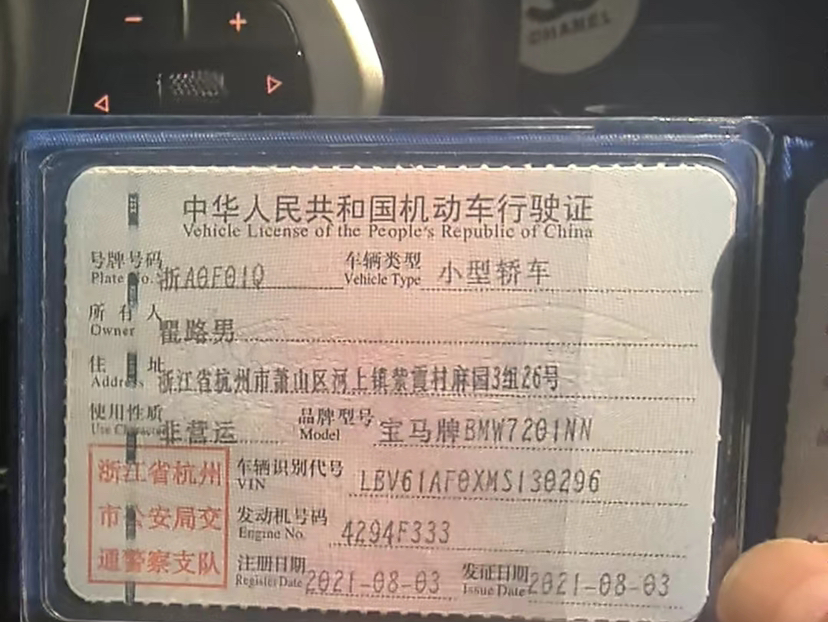 CHANEL
中华人民共和国机动车行驶证
Vehicle License of the People's Republic of China
号牌号码 浙A0F01Q 车辆类型 小型轿车
Plate No. Vehicle Type
所有人 瞿路男
Owner
住址 浙江省杭州市萧山区河上镇紫霞村麻园3组26号
Address
使用性质 非营运 品牌型号 宝马牌BMW7201NN
Use Character Model
浙江省杭州
市公安局交
通警察支队
车辆识别代号 LBV61AF0XMS130296
VIN
发动机号码 4294F333
Engine No.
注册日期 2021-08-03 发证日期 2021-08-03
Register Date Issue Date